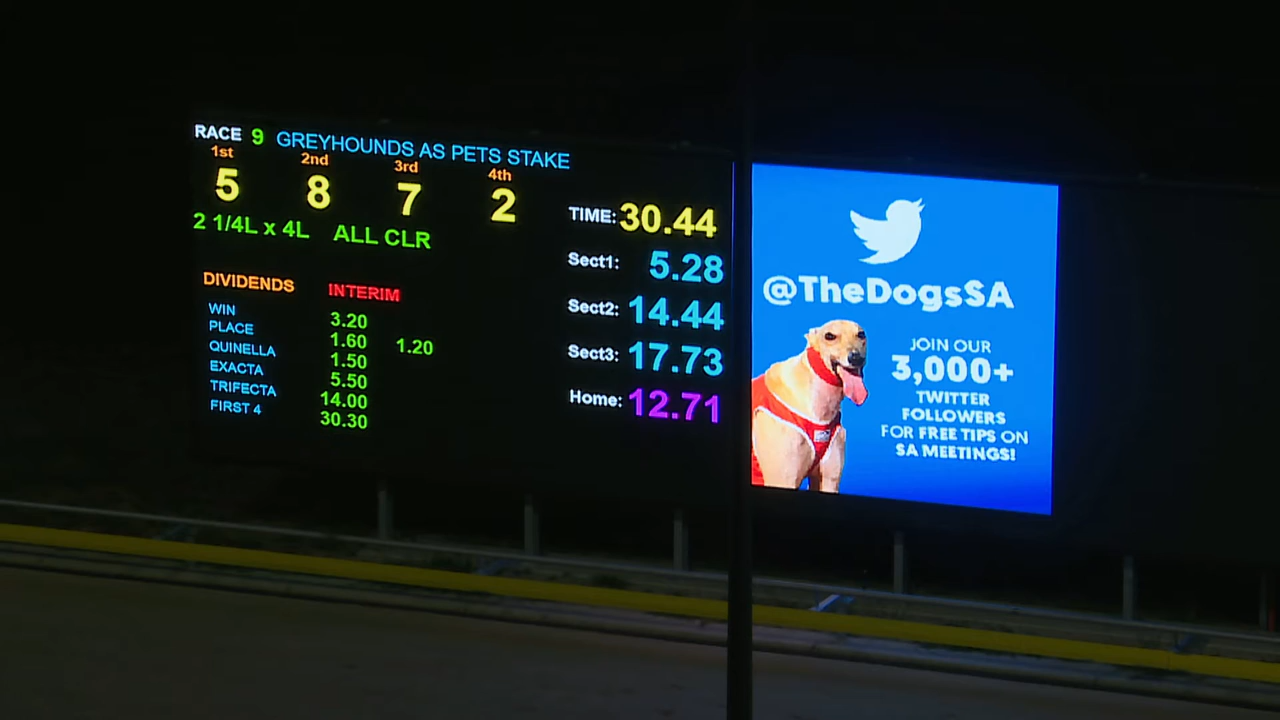 RACE 9 GREYHOUNDS AS PETS STAKE
1st 2nd 3rd 4th
5 8 7 2
2 1/4L x 4L ALL CLR
TIME: 30.44
Sect1: 5.28
Sect2: 14.44
Sect3: 17.73
Home: 12.71
DIVIDENDS INTERIM
WIN 3.20
PLACE 1.60 1.20
QUINELLA 1.50
EXACTA 5.50
TRIFECTA 14.00
FIRST 4 30.30
@TheDogsSA
JOIN OUR
3,000+
TWITTER
FOLLOWERS
FOR FREE TIPS ON
SA MEETINGS!